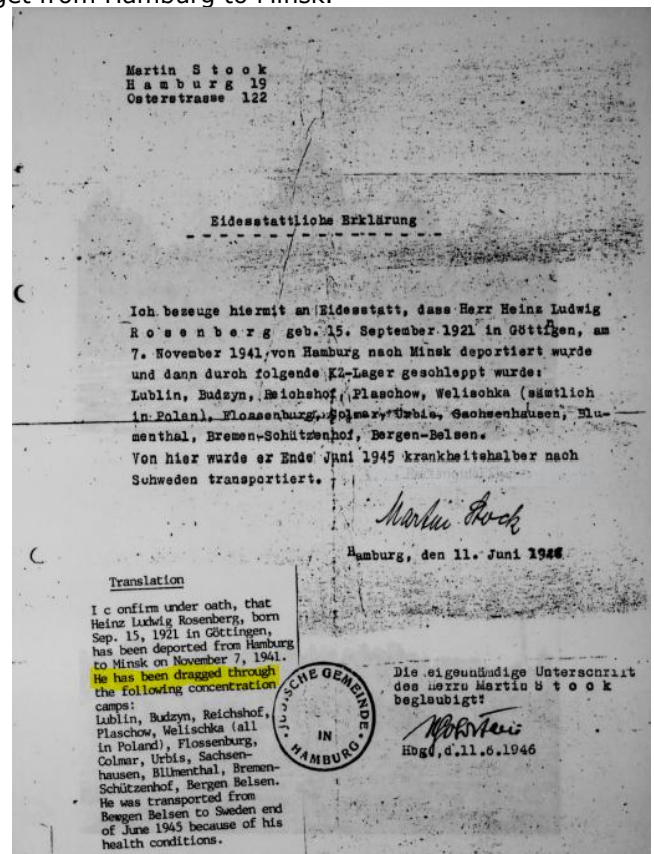 get from Hamburg to Minsk.
Martin S t o c k
H a m b u r g 19
Osterstrasse 122
Eidesstattliche Erklärung
Ich bezeuge hiermit an Eidesstatt, dass Herr Heinz Ludwig
R o s e n b e r g geb. 15. September 1921 in Göttingen, am
7. November 1941, von Hamburg nach Minsk deportiert wurde
und dann durch folgende KZ-Lager geschleppt wurde:
Lublin, Budzyn, Reichshof, Plaschow, Welischka (sämtlich
in Polen), Flossenburg, Colmar, Urbis, Sachsenhausen, Blu-
menthal, Bremen-Schützenhof, Bergen-Belsen.
Von hier wurde er Ende Juni 1945 krankheitshalber nach
Schweden transportiert.
Martin Stock
Hamburg, den 11. Juni 1946
Translation
I c onfirm under oath, that
Heinz Ludwig Rosenberg, born
Sep. 15, 1921 in Göttingen,
has been deported from Hamburg
to Minsk on November 7, 1941.
He has been dragged through
the following concentration
camps:
Lublin, Budzyn, Reichshof,
Plaschow, Welischka (all
in Poland), Flossenburg,
Colmar, Urbis, Sachsen-
hausen, Blümenthal, Bremen-
Schützenhof, Bergen Belsen.
He was transported from
Bewgen Belsen to Sweden end
of June 1945 because of his
health conditions.
JÜDISCHE GEMEINDE
IN
HAMBURG
Die eigenhändige Unterschrift
des Herrn Martin S t o c k
beglaubigt:
Hbg., d.11.6.1946